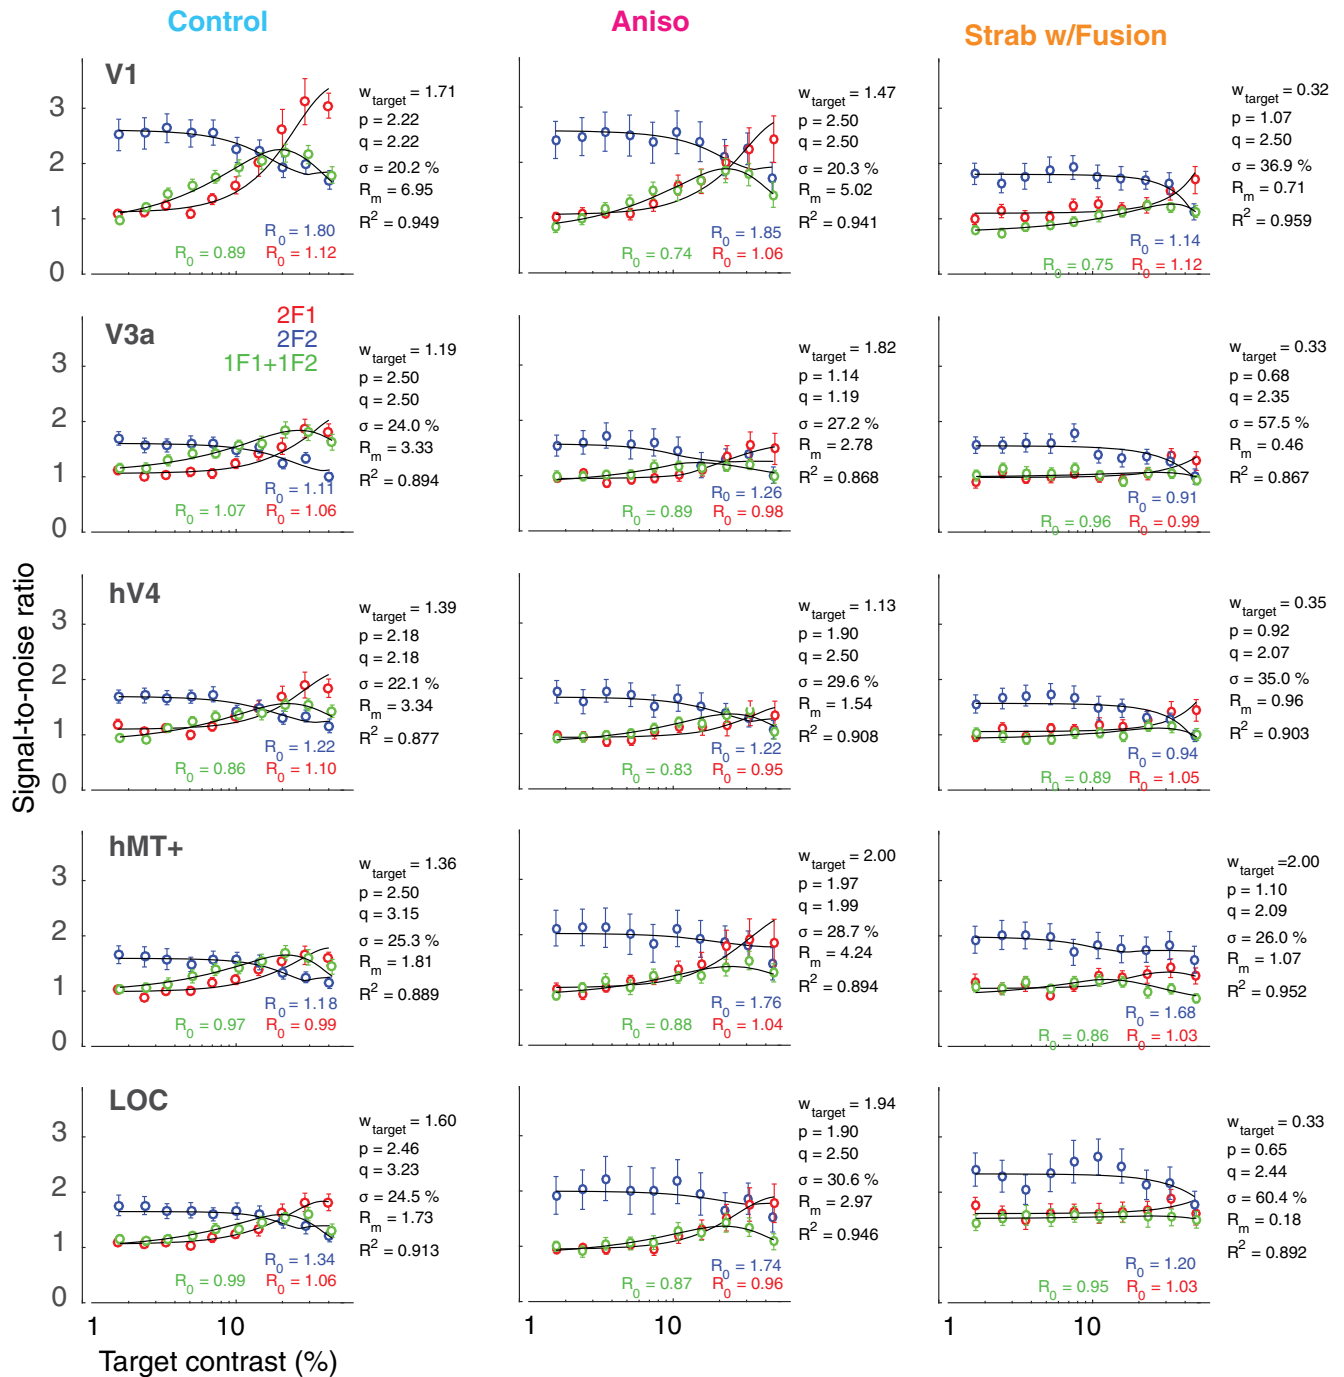 Control
Aniso
Strab w/Fusion
V1
3
2
1
0
w_target = 1.71
p = 2.22
q = 2.22
σ = 20.2 %
R_m = 6.95
R² = 0.949
R_0 = 1.80
R_0 = 0.89
R_0 = 1.12
w_target = 1.47
p = 2.50
q = 2.50
σ = 20.3 %
R_m = 5.02
R² = 0.941
R_0 = 1.85
R_0 = 0.74
R_0 = 1.06
w_target = 0.32
p = 1.07
q = 2.50
σ = 36.9 %
R_m = 0.71
R² = 0.959
R_0 = 1.14
R_0 = 0.75
R_0 = 1.12
V3a
2F1
2F2
1F1+1F2
3
2
1
0
w_target = 1.19
p = 2.50
q = 2.50
σ = 24.0 %
R_m = 3.33
R² = 0.894
R_0 = 1.11
R_0 = 1.07
R_0 = 1.06
w_target = 1.82
p = 1.14
q = 1.19
σ = 27.2 %
R_m = 2.78
R² = 0.868
R_0 = 1.26
R_0 = 0.89
R_0 = 0.98
w_target = 0.33
p = 0.68
q = 2.35
σ = 57.5 %
R_m = 0.46
R² = 0.867
R_0 = 0.91
R_0 = 0.96
R_0 = 0.99
Signal-to-noise ratio
hV4
3
2
1
0
w_target = 1.39
p = 2.18
q = 2.18
σ = 22.1 %
R_m = 3.34
R² = 0.877
R_0 = 1.22
R_0 = 0.86
R_0 = 1.10
w_target = 1.13
p = 1.90
q = 2.50
σ = 29.6 %
R_m = 1.54
R² = 0.908
R_0 = 1.22
R_0 = 0.83
R_0 = 0.95
w_target = 0.35
p = 0.92
q = 2.07
σ = 35.0 %
R_m = 0.96
R² = 0.903
R_0 = 0.94
R_0 = 0.89
R_0 = 1.05
hMT+
3
2
1
0
w_target = 1.36
p = 2.50
q = 3.15
σ = 25.3 %
R_m = 1.81
R² = 0.889
R_0 = 1.18
R_0 = 0.97
R_0 = 0.99
w_target = 2.00
p = 1.97
q = 1.99
σ = 28.7 %
R_m = 4.24
R² = 0.894
R_0 = 1.76
R_0 = 0.88
R_0 = 1.04
w_target =2.00
p = 1.10
q = 2.09
σ = 26.0 %
R_m = 1.07
R² = 0.952
R_0 = 1.68
R_0 = 0.86
R_0 = 1.03
LOC
3
2
1
0
w_target = 1.60
p = 2.46
q = 3.23
σ = 24.5 %
R_m = 1.73
R² = 0.913
R_0 = 1.34
R_0 = 0.99
R_0 = 1.06
w_target = 1.94
p = 1.90
q = 2.50
σ = 30.6 %
R_m = 2.97
R² = 0.946
R_0 = 1.74
R_0 = 0.87
R_0 = 0.96
w_target = 0.33
p = 0.65
q = 2.44
σ = 60.4 %
R_m = 0.18
R² = 0.892
R_0 = 1.20
R_0 = 0.95
R_0 = 1.03
1 10
1 10
1 10
Target contrast (%)